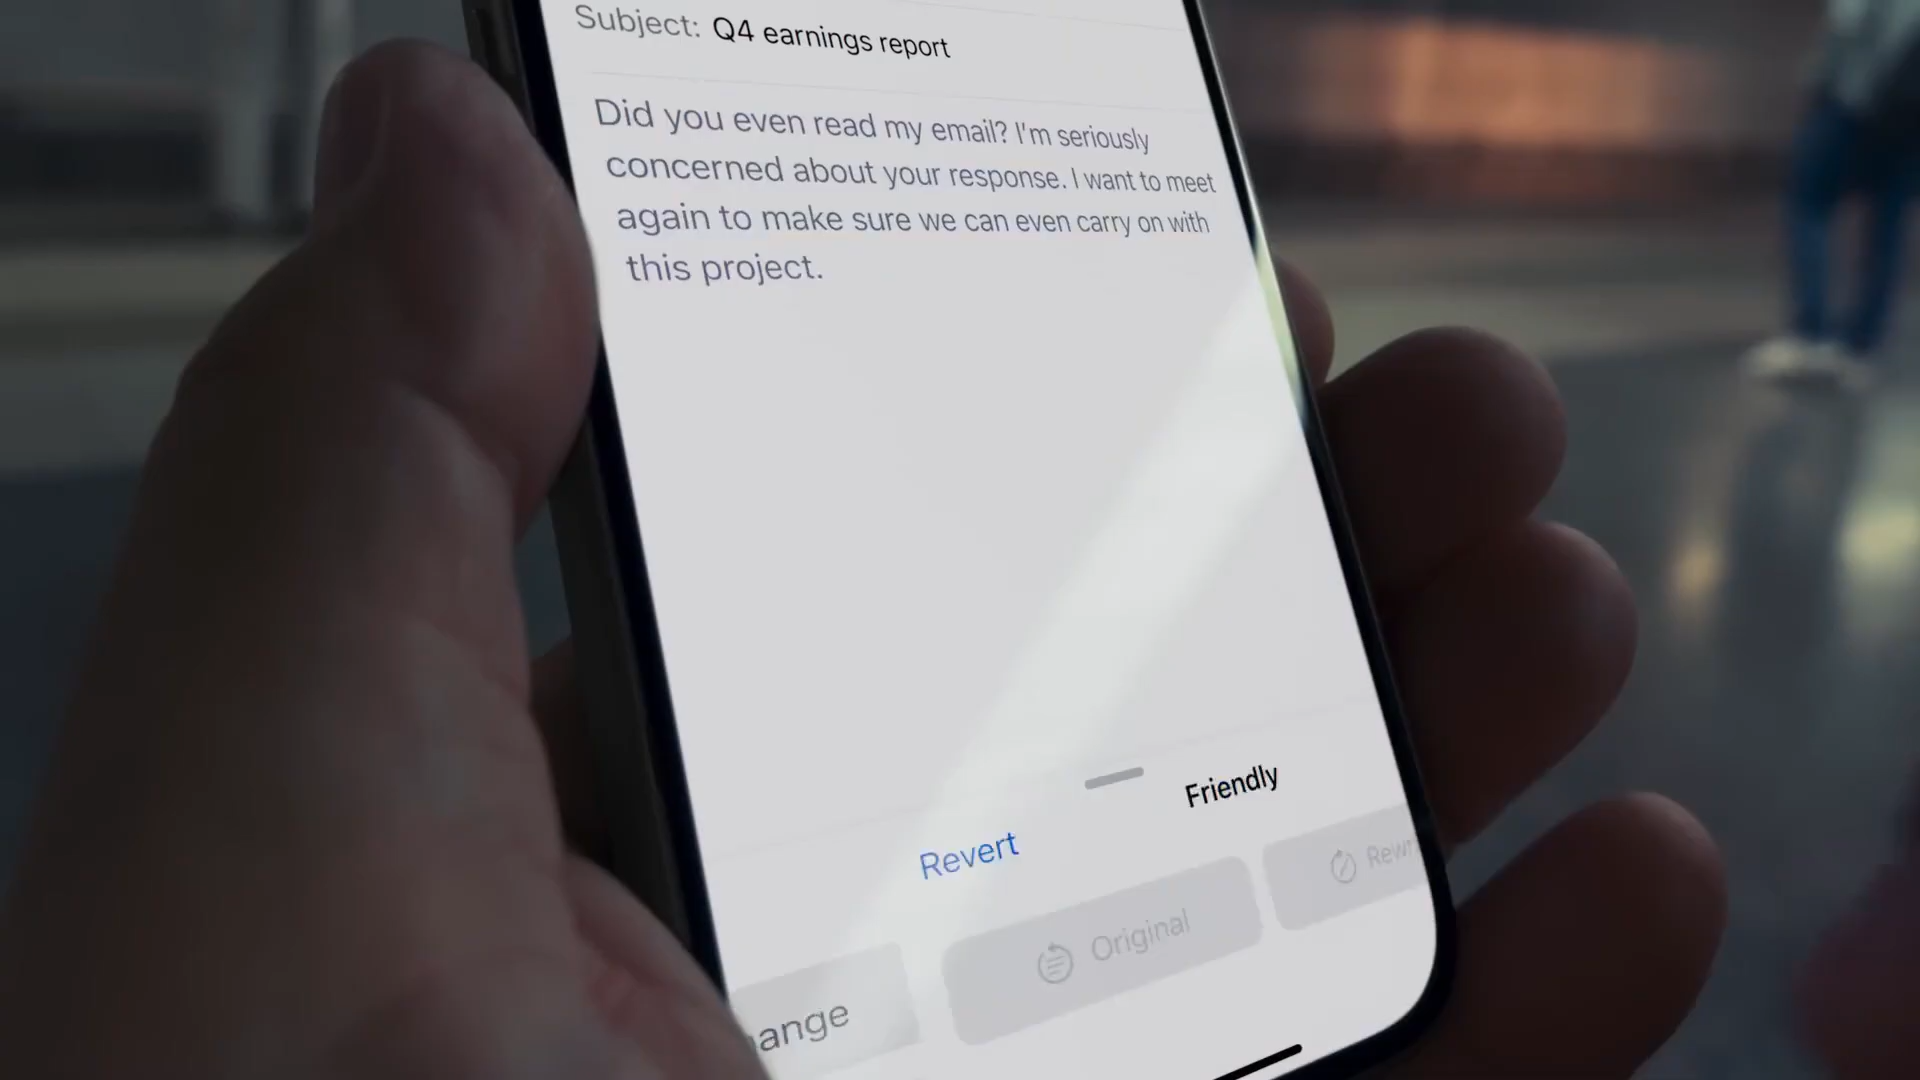 Subject: Q4 earnings report
Did you even read my email? I'm seriously
concerned about your response. I want to meet
again to make sure we can even carry on with
this project.
Friendly
Revert
Original